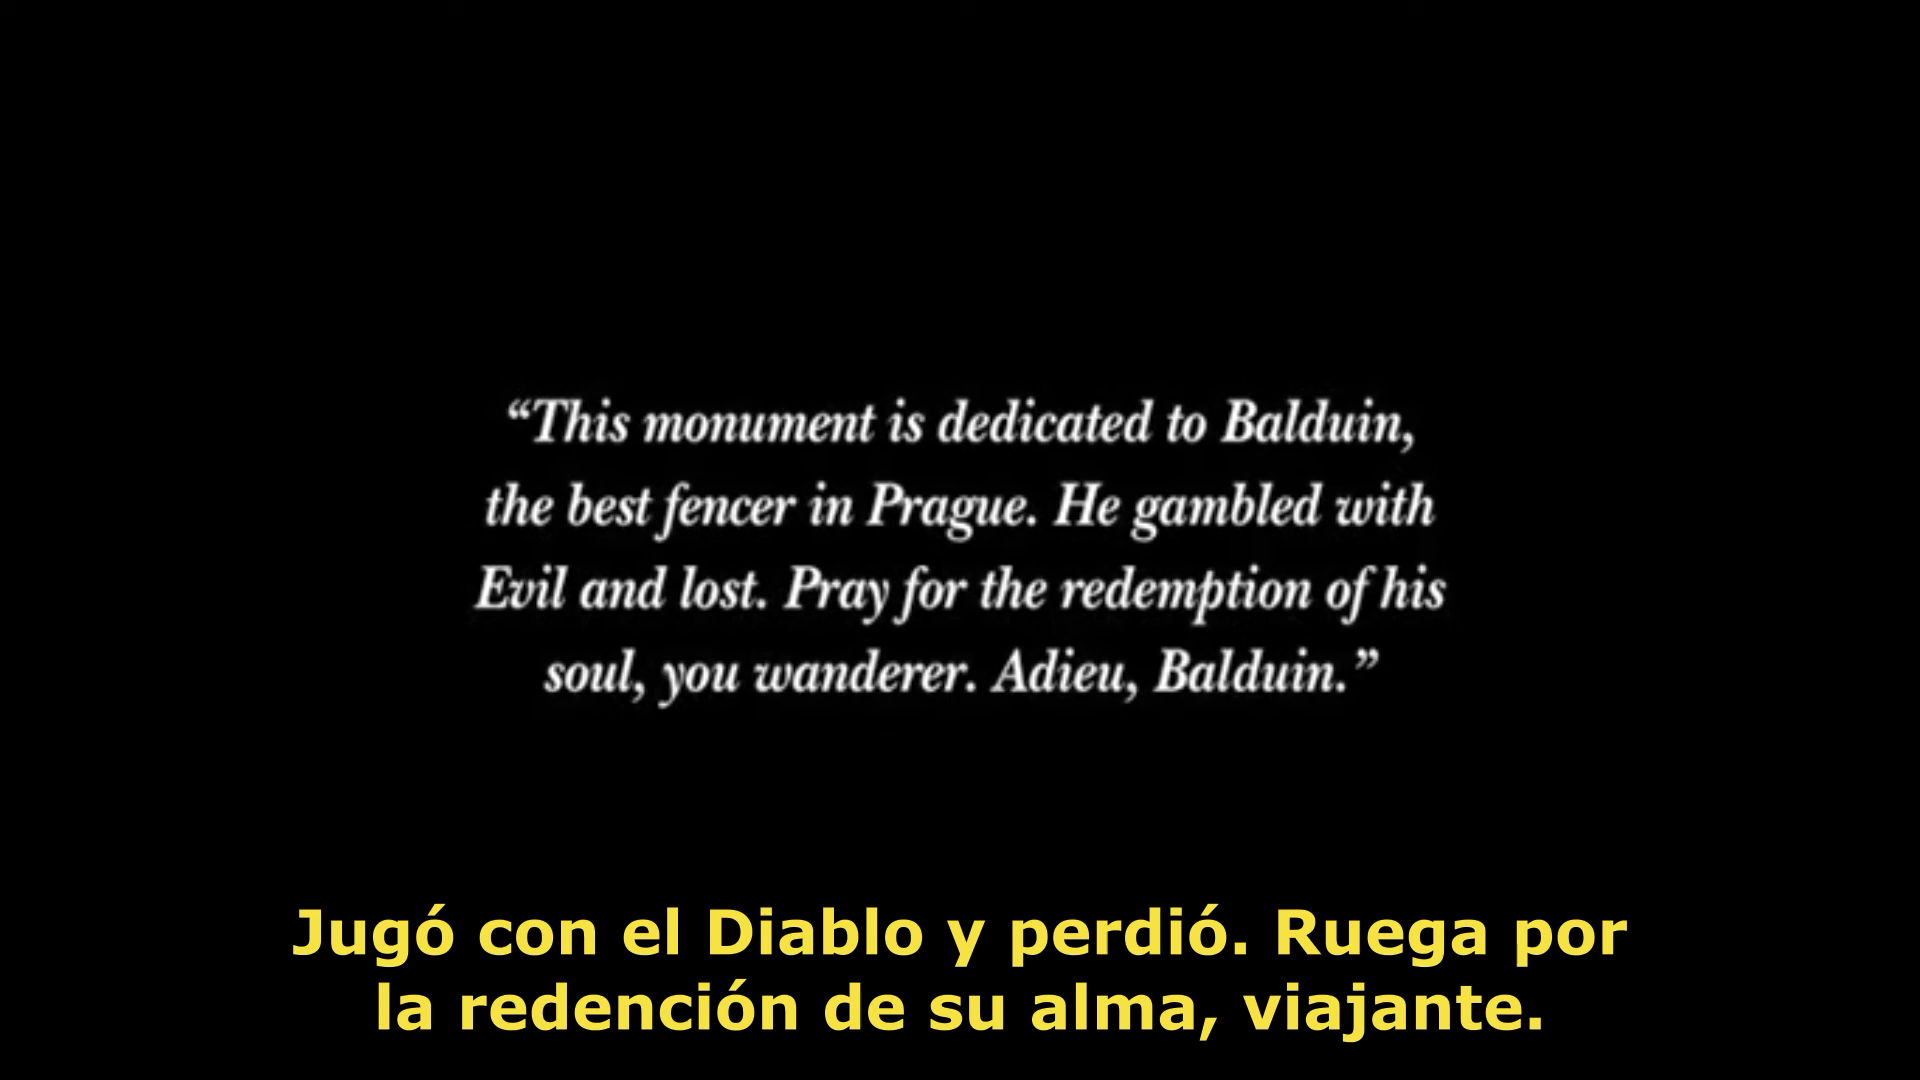 “This monument is dedicated to Balduin,
the best fencer in Prague. He gambled with
Evil and lost. Pray for the redemption of his
soul, you wanderer. Adieu, Balduin.”
Jugó con el Diablo y perdió. Ruega por
la redención de su alma, viajante.